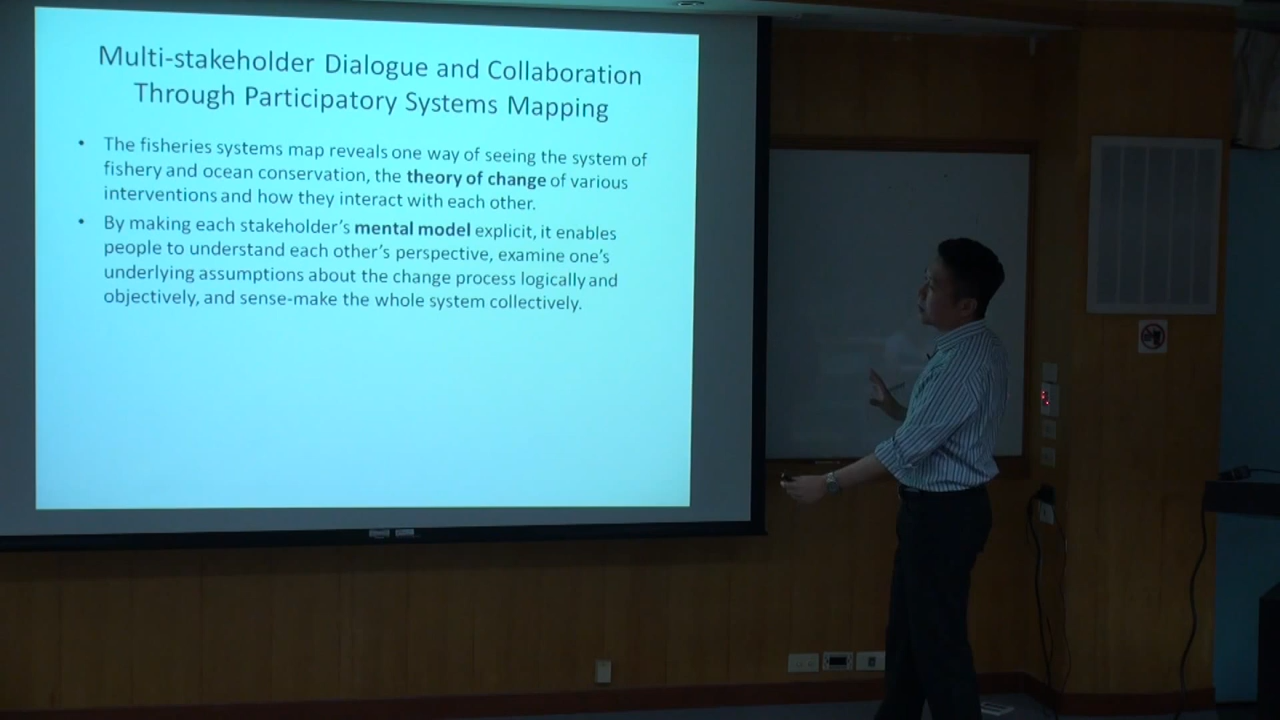 Multi-stakeholder Dialogue and Collaboration
Through Participatory Systems Mapping
• The fisheries systems map reveals one way of seeing the system of
fishery and ocean conservation, the theory of change of various
interventions and how they interact with each other.
• By making each stakeholder's mental model explicit, it enables
people to understand each other's perspective, examine one's
underlying assumptions about the change process logically and
objectively, and sense-make the whole system collectively.